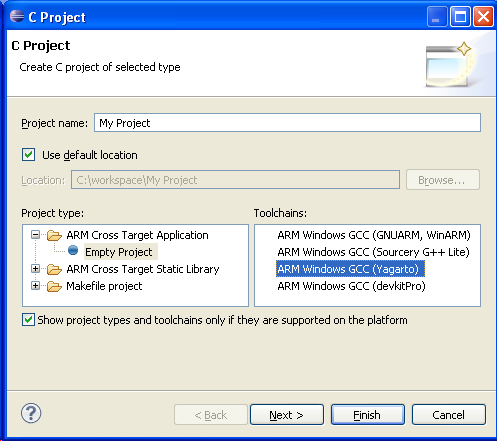 C Project
C Project
Create C project of selected type
Project name: My Project
Use default location
Location: C:\workspace\My Project Browse...
Project type: Toolchains:
ARM Cross Target Application ARM Windows GCC (GNUARM, WinARM)
Empty Project ARM Windows GCC (Sourcery G++ Lite)
ARM Cross Target Static Library ARM Windows GCC (Yagarto)
Makefile project ARM Windows GCC (devkitPro)
Show project types and toolchains only if they are supported on the platform
? < Back Next > Finish Cancel